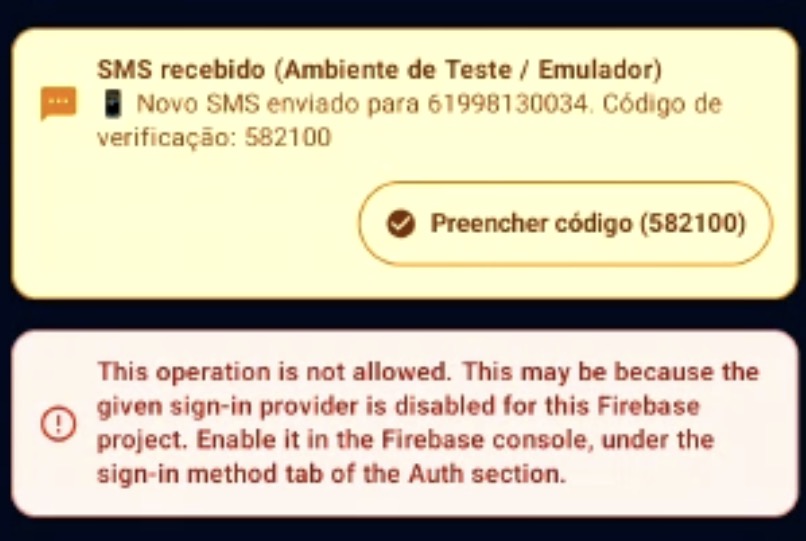 SMS recebido (Ambiente de Teste / Emulador)
📱 Novo SMS enviado para 61998130034. Código de
verificação: 582100
Preencher código (582100)
This operation is not allowed. This may be because the
given sign-in provider is disabled for this Firebase
project. Enable it in the Firebase console, under the
sign-in method tab of the Auth section.